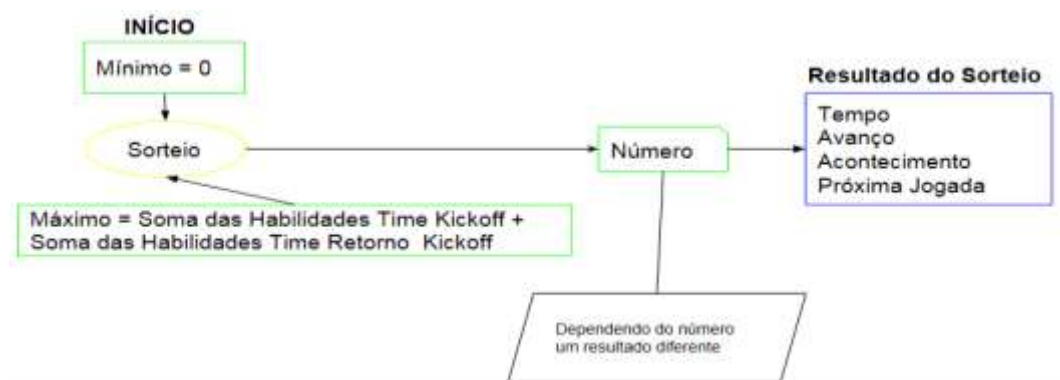 INÍCIO
Mínimo = 0
Sorteio
Máximo = Soma das Habilidades Time Kickoff +
Soma das Habilidades Time Retorno Kickoff
Número
Dependendo do número
um resultado diferente
Resultado do Sorteio
Tempo
Avanço
Acontecimento
Próxima Jogada